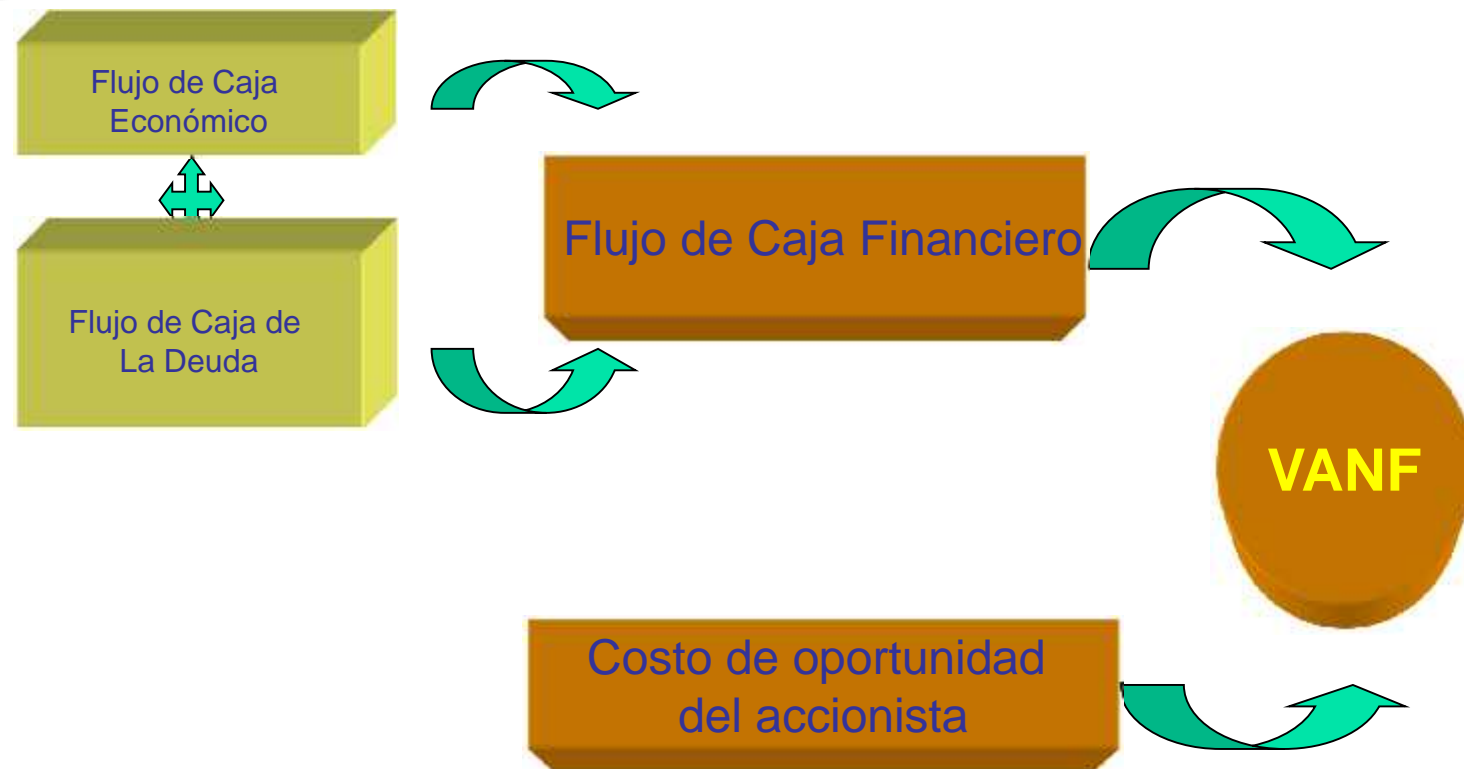 Flujo de Caja
Económico
Flujo de Caja Financiero
Flujo de Caja de
La Deuda
VANF
Costo de oportunidad
del accionista